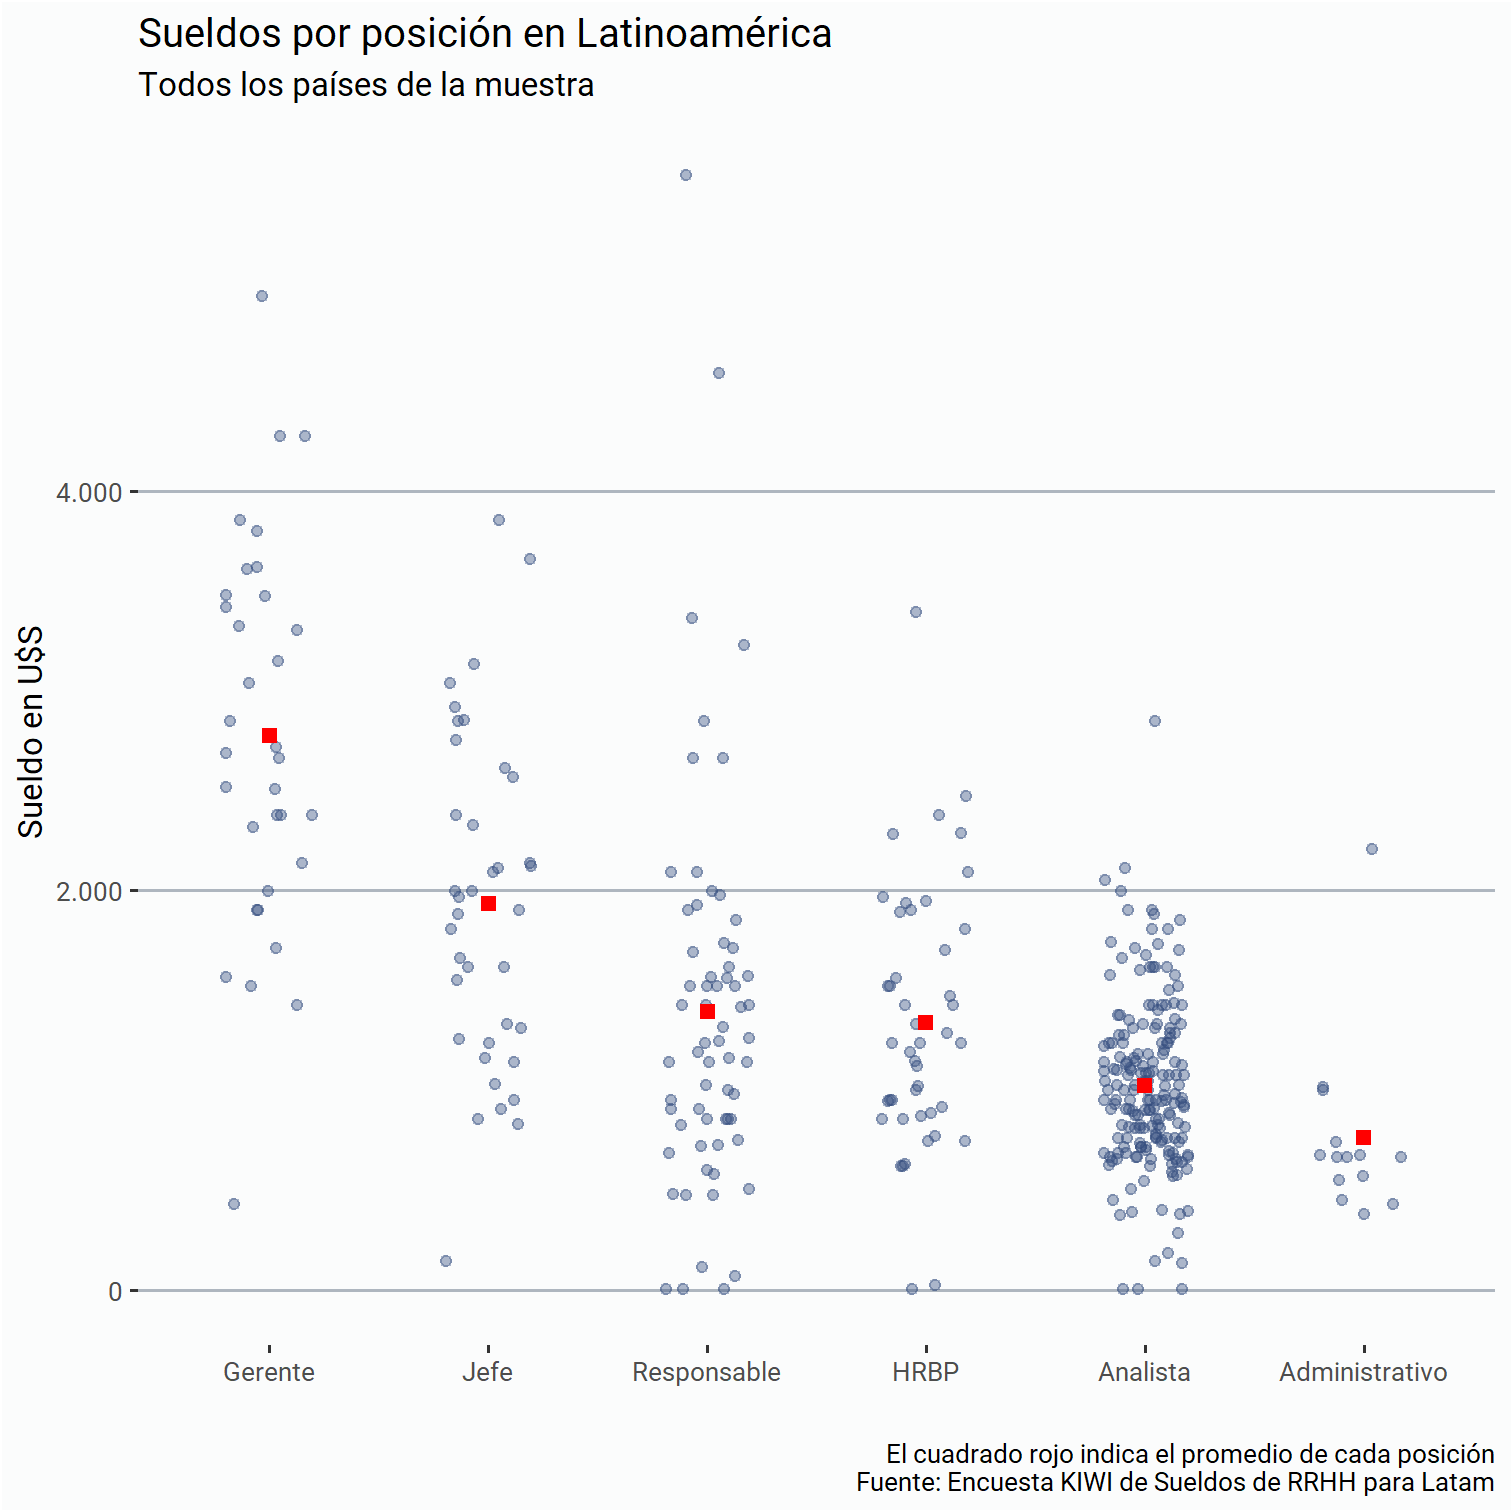 Sueldos por posición en Latinoamérica
Todos los países de la muestra
Sueldo en U$S
4.000
2.000
0
Gerente
Jefe
Responsable
HRBP
Analista
Administrativo
El cuadrado rojo indica el promedio de cada posición
Fuente: Encuesta KIWI de Sueldos de RRHH para Latam